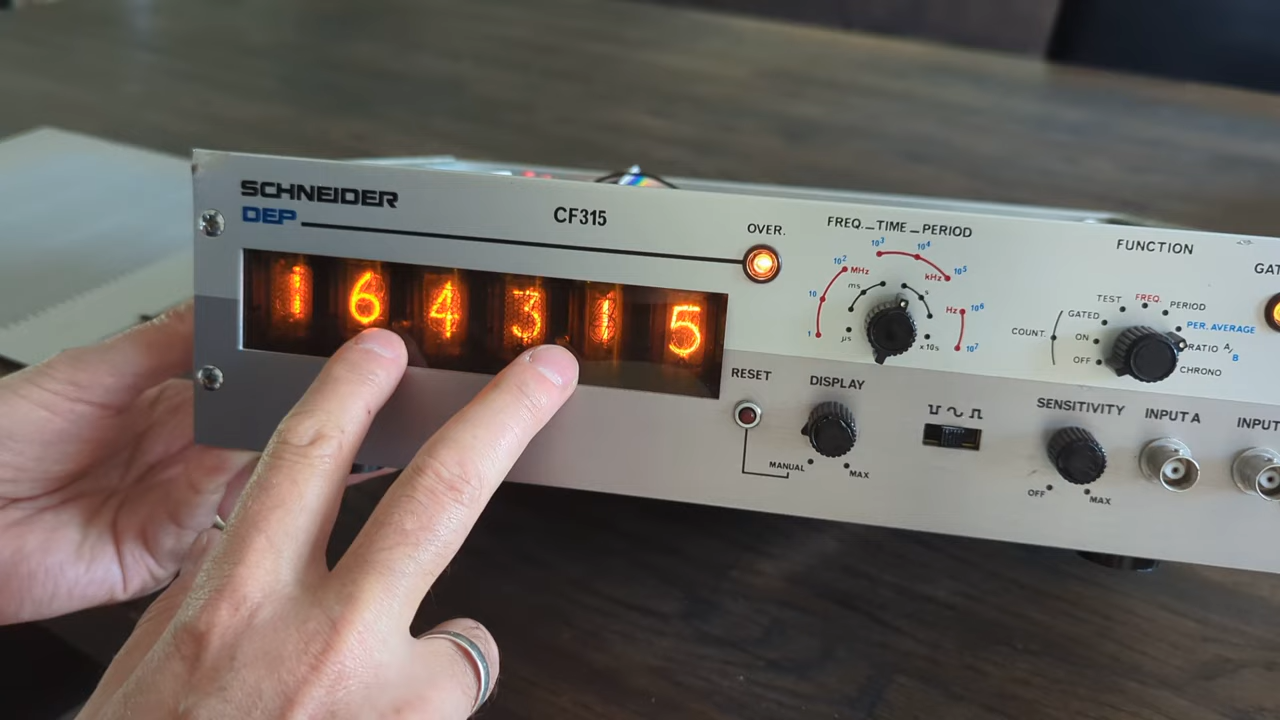 SCHNEIDER
DEP
CF315
OVER.
164315
FREQ._TIME_PERIOD
10³ 10⁴
10² MHz
kHz 10⁵
ms
s
10
Hz 10⁶
1
µs
x10s
10⁷
FUNCTION
TEST FREQ. PERIOD
GATED
PER. AVERAGE
COUNT.
ON
RATIO A/B
OFF
CHRONO
RESET
DISPLAY
MANUAL
MAX
SENSITIVITY
INPUT A
INPUT
OFF
MAX